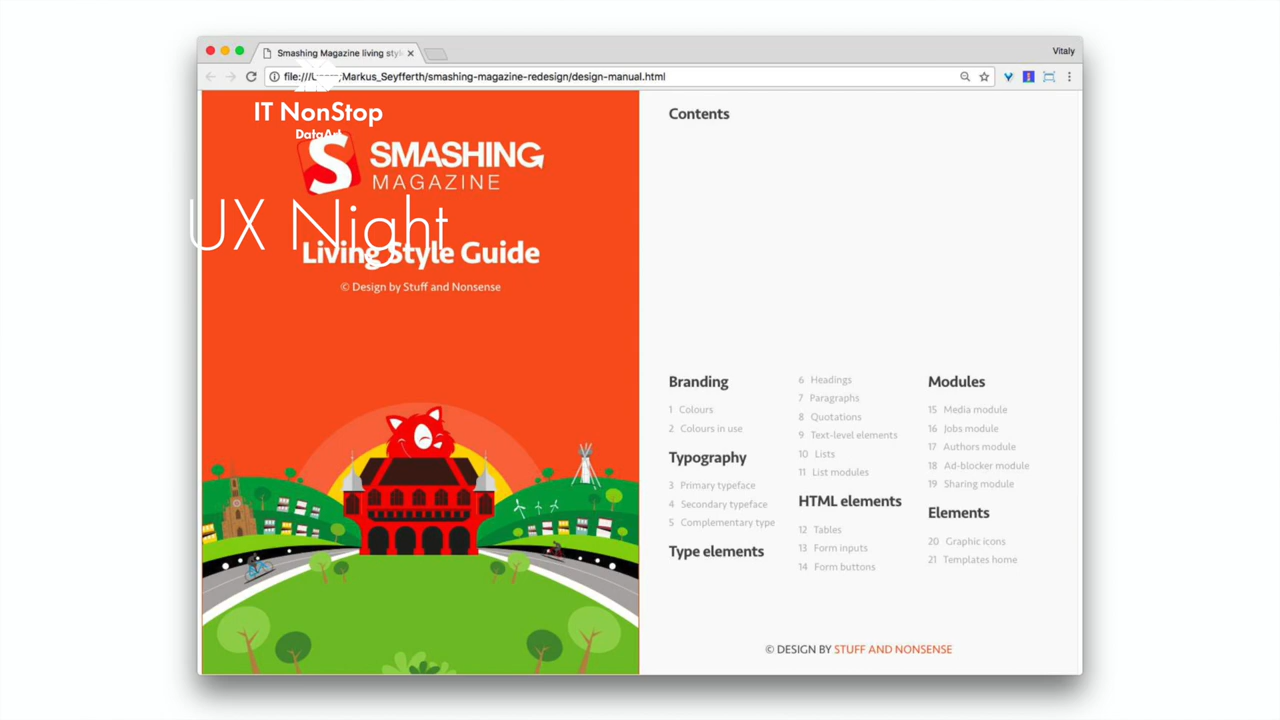 Smashing Magazine living styl
Vitaly
file:///Users/Markus_Seyfferth/smashing-magazine-redesign/design-manual.html
IT NonStop
DataArt
S SMASHING
MAGAZINE
UX Night
Living Style Guide
© Design by Stuff and Nonsense
Contents
Branding
1 Colours
2 Colours in use
Typography
3 Primary typeface
4 Secondary typeface
5 Complementary type
Type elements
6 Headings
7 Paragraphs
8 Quotations
9 Text-level elements
10 Lists
11 List modules
HTML elements
12 Tables
13 Form inputs
14 Form buttons
Modules
15 Media module
16 Jobs module
17 Authors module
18 Ad-blocker module
19 Sharing module
Elements
20 Graphic icons
21 Templates home
© DESIGN BY STUFF AND NONSENSE